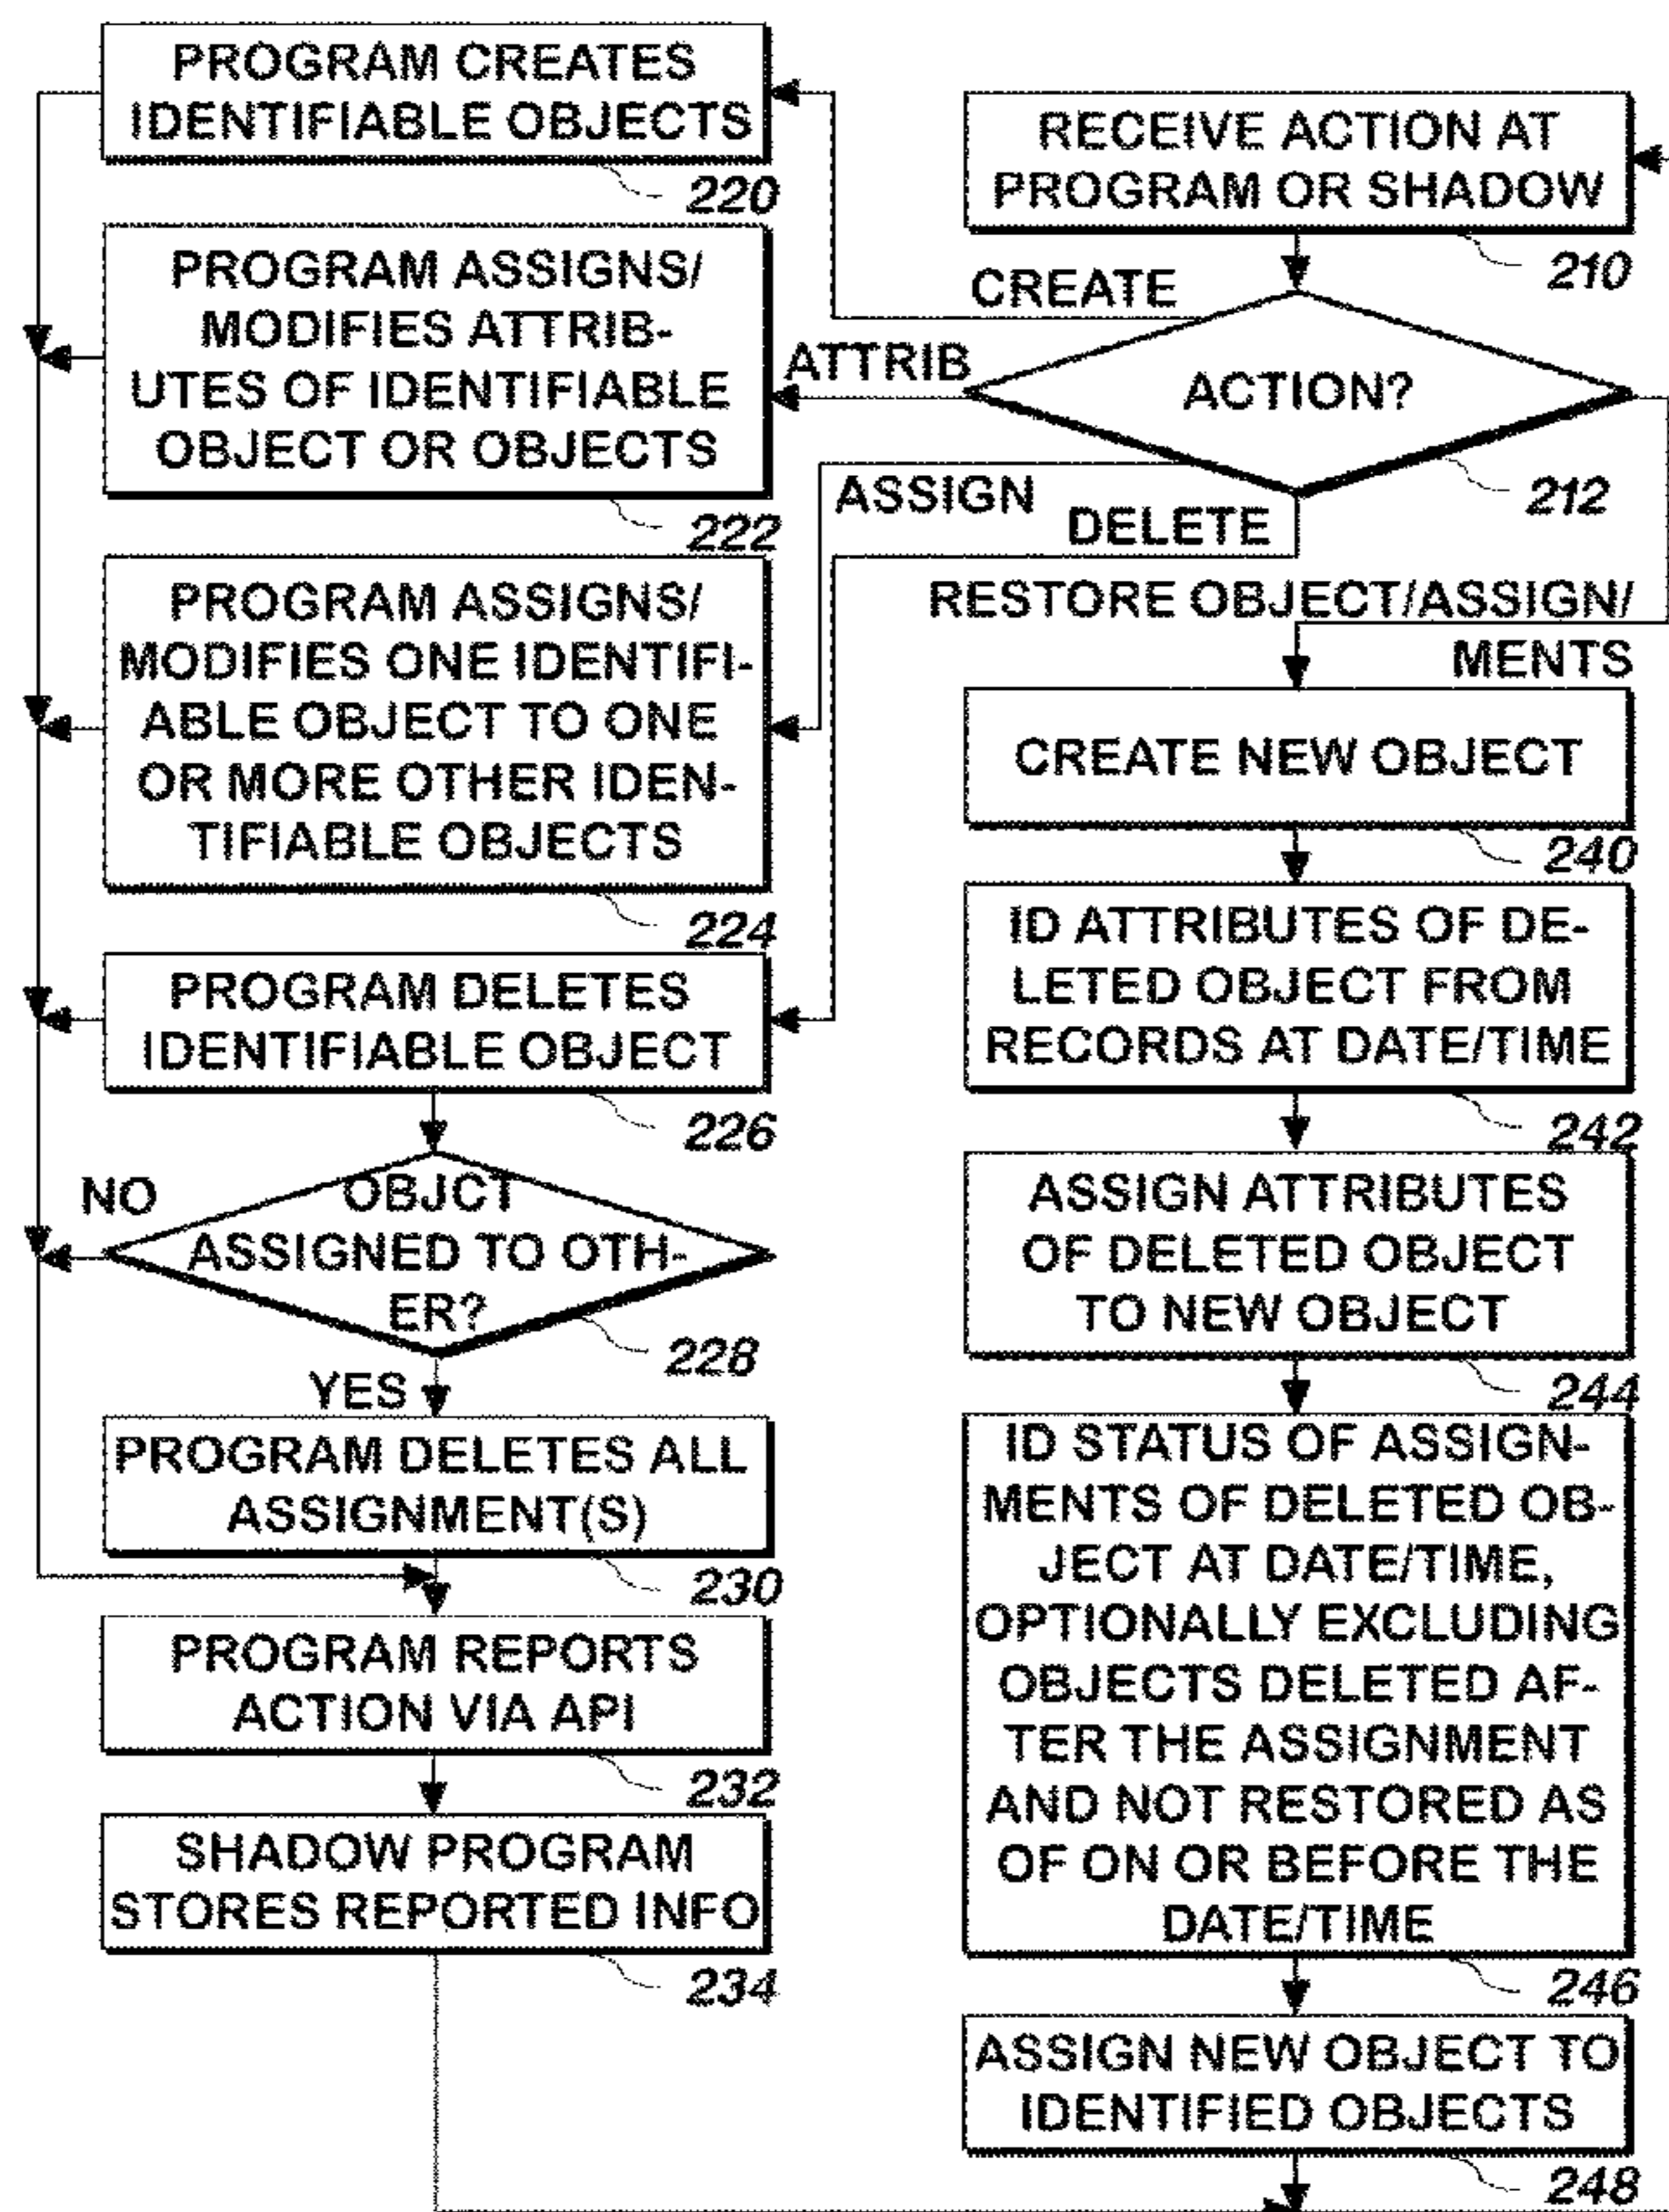 PROGRAM CREATES
IDENTIFIABLE OBJECTS
220
PROGRAM ASSIGNS/
MODIFIES ATTRIB-
UTES OF IDENTIFIABLE
OBJECT OR OBJECTS
222
PROGRAM ASSIGNS/
MODIFIES ONE IDENTIFI-
ABLE OBJECT TO ONE
OR MORE OTHER IDEN-
TIFIABLE OBJECTS
224
PROGRAM DELETES
IDENTIFIABLE OBJECT
226
NO
OBJCT
ASSIGNED TO OTH-
ER?
228
YES
PROGRAM DELETES ALL
ASSIGNMENT(S)
230
PROGRAM REPORTS
ACTION VIA API
232
SHADOW PROGRAM
STORES REPORTED INFO
234
RECEIVE ACTION AT
PROGRAM OR SHADOW
210
CREATE
ATTRIB
ACTION?
212
ASSIGN
DELETE
RESTORE OBJECT/ASSIGN/
MENTS
CREATE NEW OBJECT
240
ID ATTRIBUTES OF DE-
LETED OBJECT FROM
RECORDS AT DATE/TIME
242
ASSIGN ATTRIBUTES
OF DELETED OBJECT
TO NEW OBJECT
244
ID STATUS OF ASSIGN-
MENTS OF DELETED OB-
JECT AT DATE/TIME,
OPTIONALLY EXCLUDING
OBJECTS DELETED AF-
TER THE ASSIGNMENT
AND NOT RESTORED AS
OF ON OR BEFORE THE
DATE/TIME
246
ASSIGN NEW OBJECT TO
IDENTIFIED OBJECTS
248